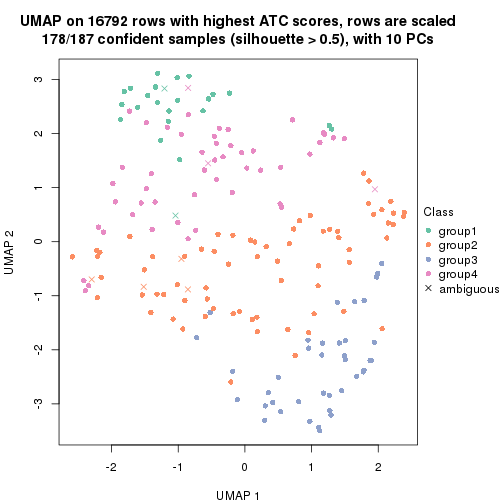 UMAP on 16792 rows with highest ATC scores, rows are scaled
178/187 confident samples (silhouette > 0.5), with 10 PCs
3
2
1
0
-1
-2
-3
UMAP 2
-2
-1
0
1
2
UMAP 1
Class
group1
group2
group3
group4
ambiguous